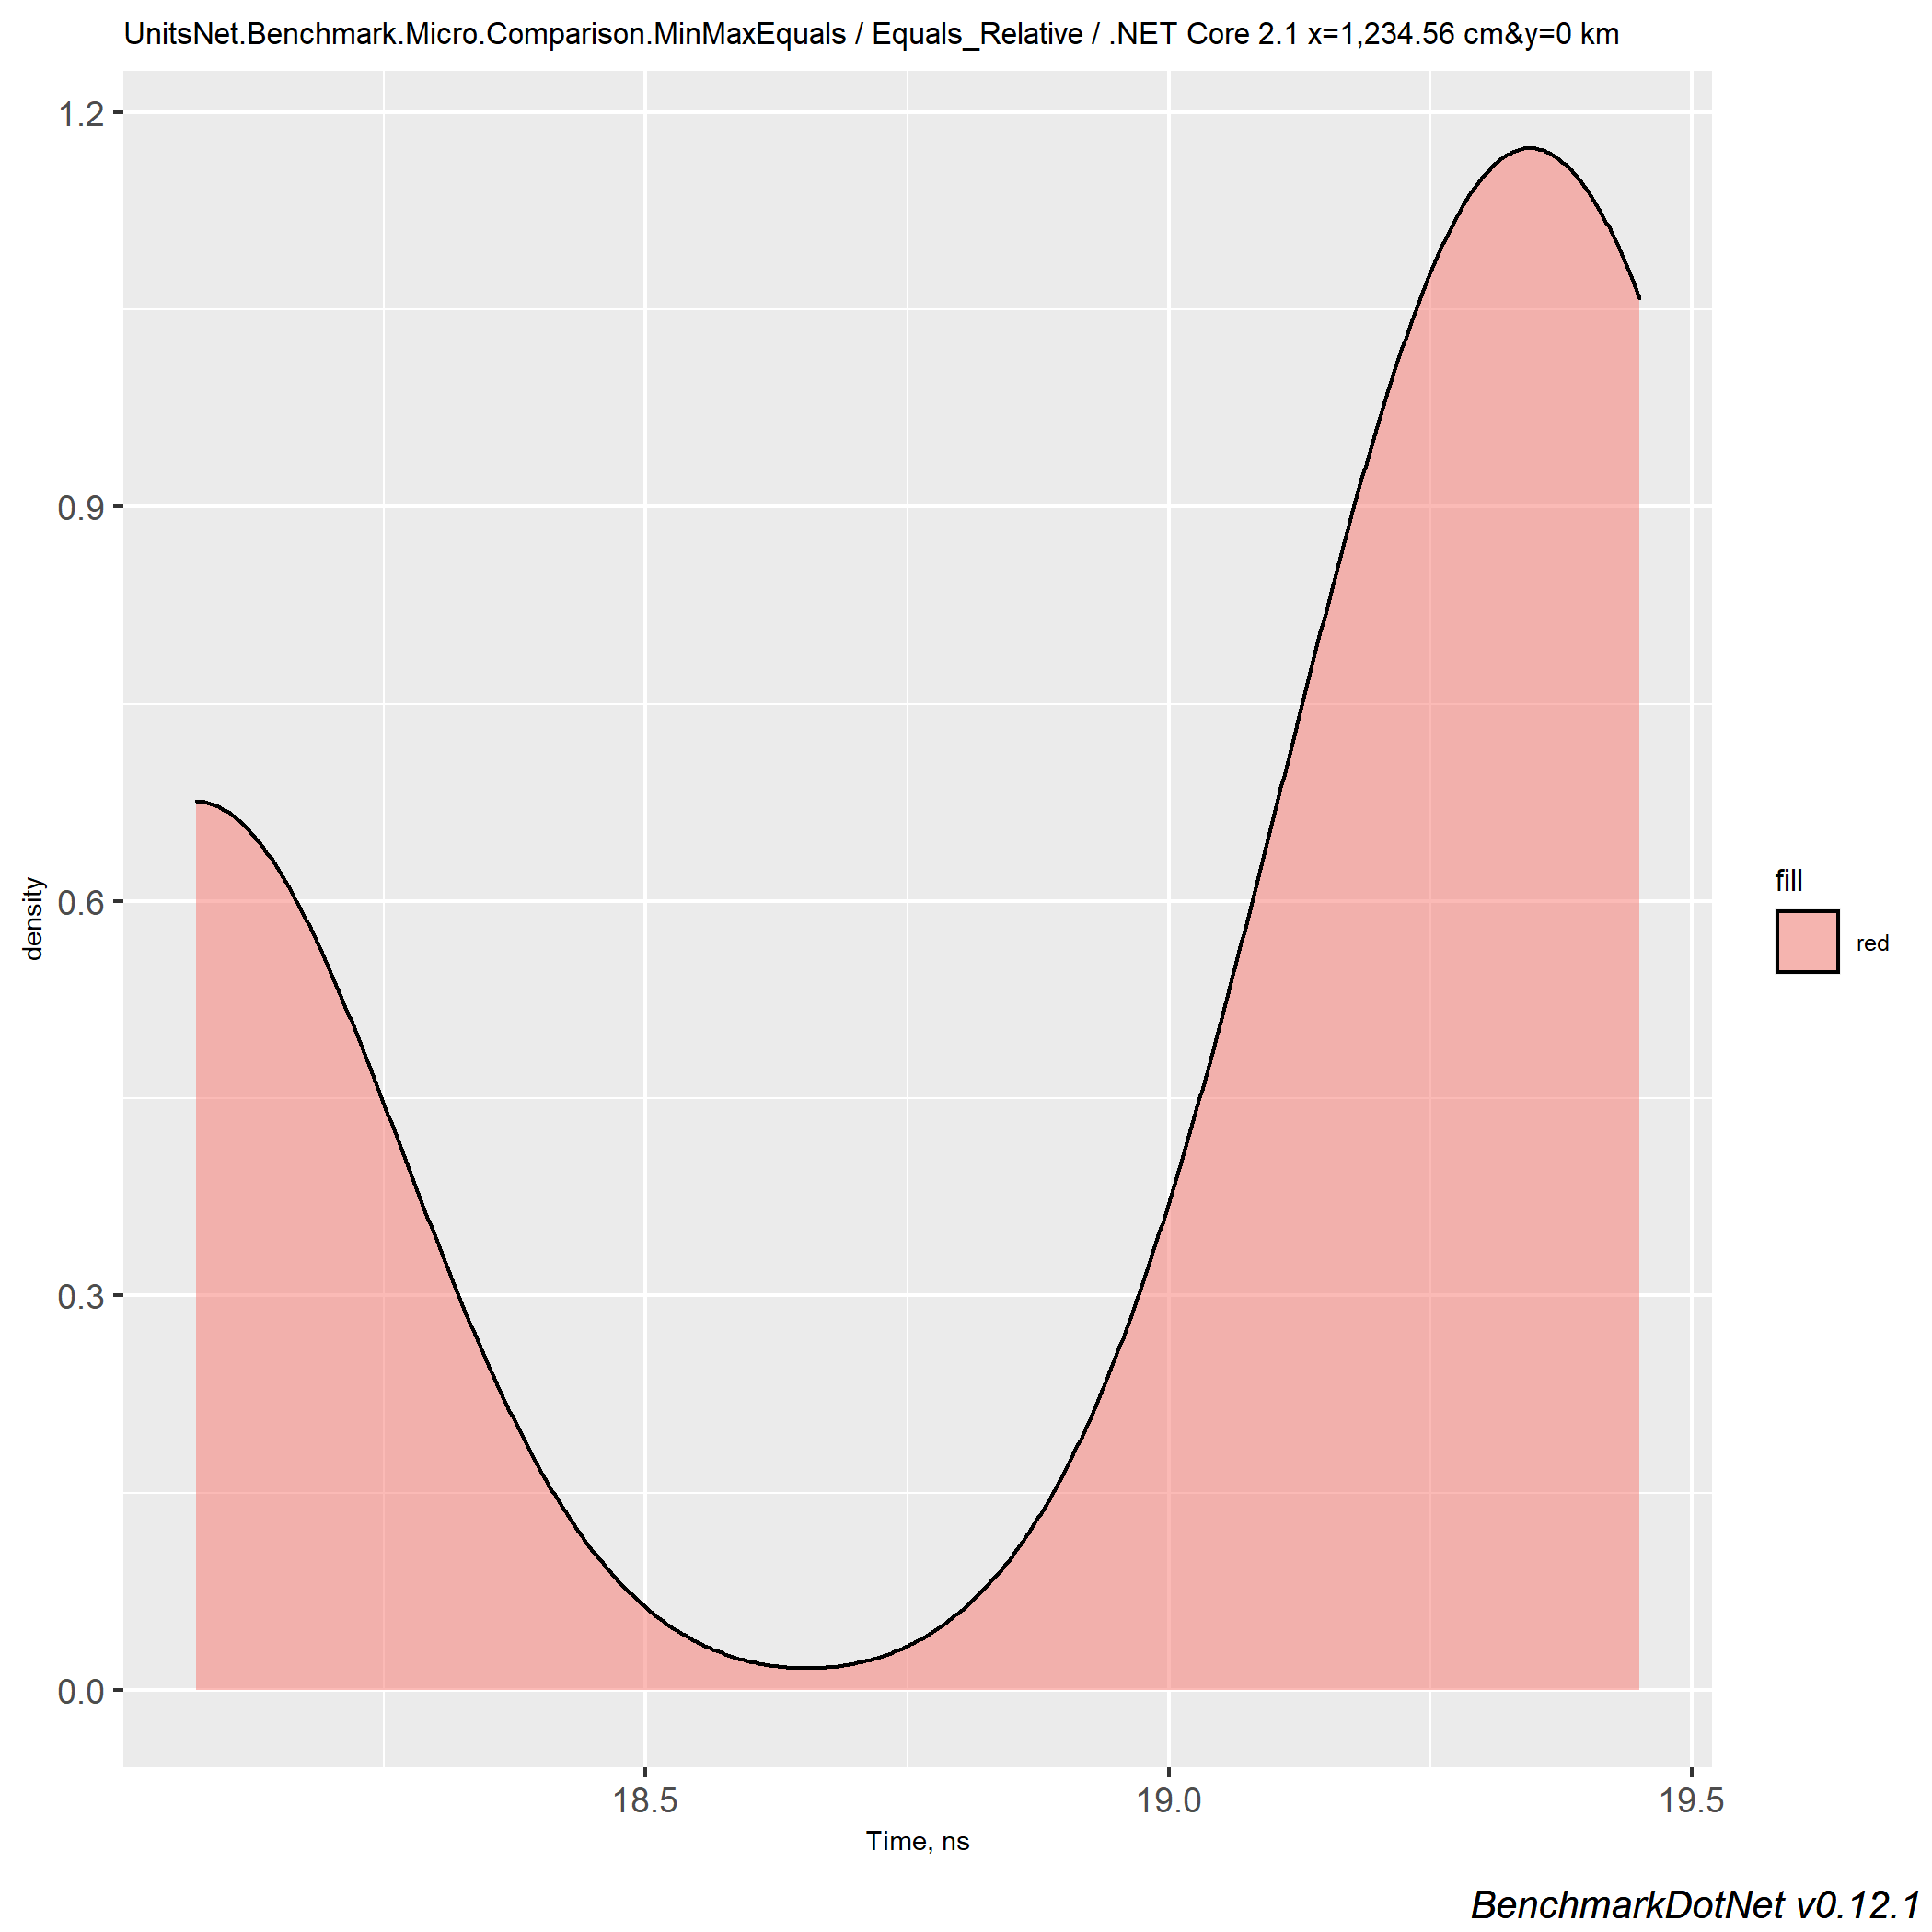 UnitsNet.Benchmark.Micro.Comparison.MinMaxEquals / Equals_Relative / .NET Core 2.1 x=1,234.56 cm&y=0 km
1.2
0.9
0.6
0.3
0.0
density
18.5 19.0 19.5
Time, ns
fill
red
BenchmarkDotNet v0.12.1